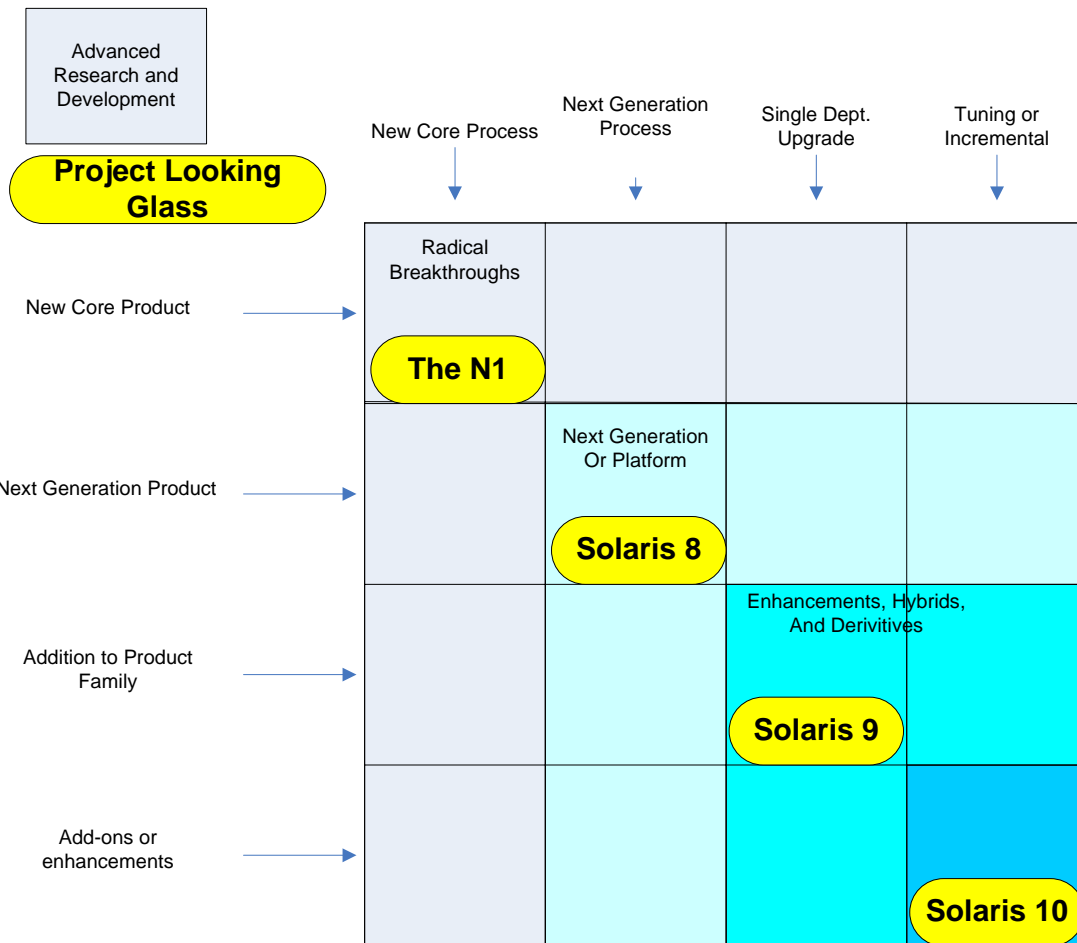 Advanced
Research and
Development
Project Looking
Glass
New Core Process
Next Generation
Process
Single Dept.
Upgrade
Tuning or
Incremental
New Core Product
Radical
Breakthroughs
The N1
Next Generation Product
Next Generation
Or Platform
Solaris 8
Addition to Product
Family
Enhancements, Hybrids,
And Derivitives
Solaris 9
Add-ons or
enhancements
Solaris 10